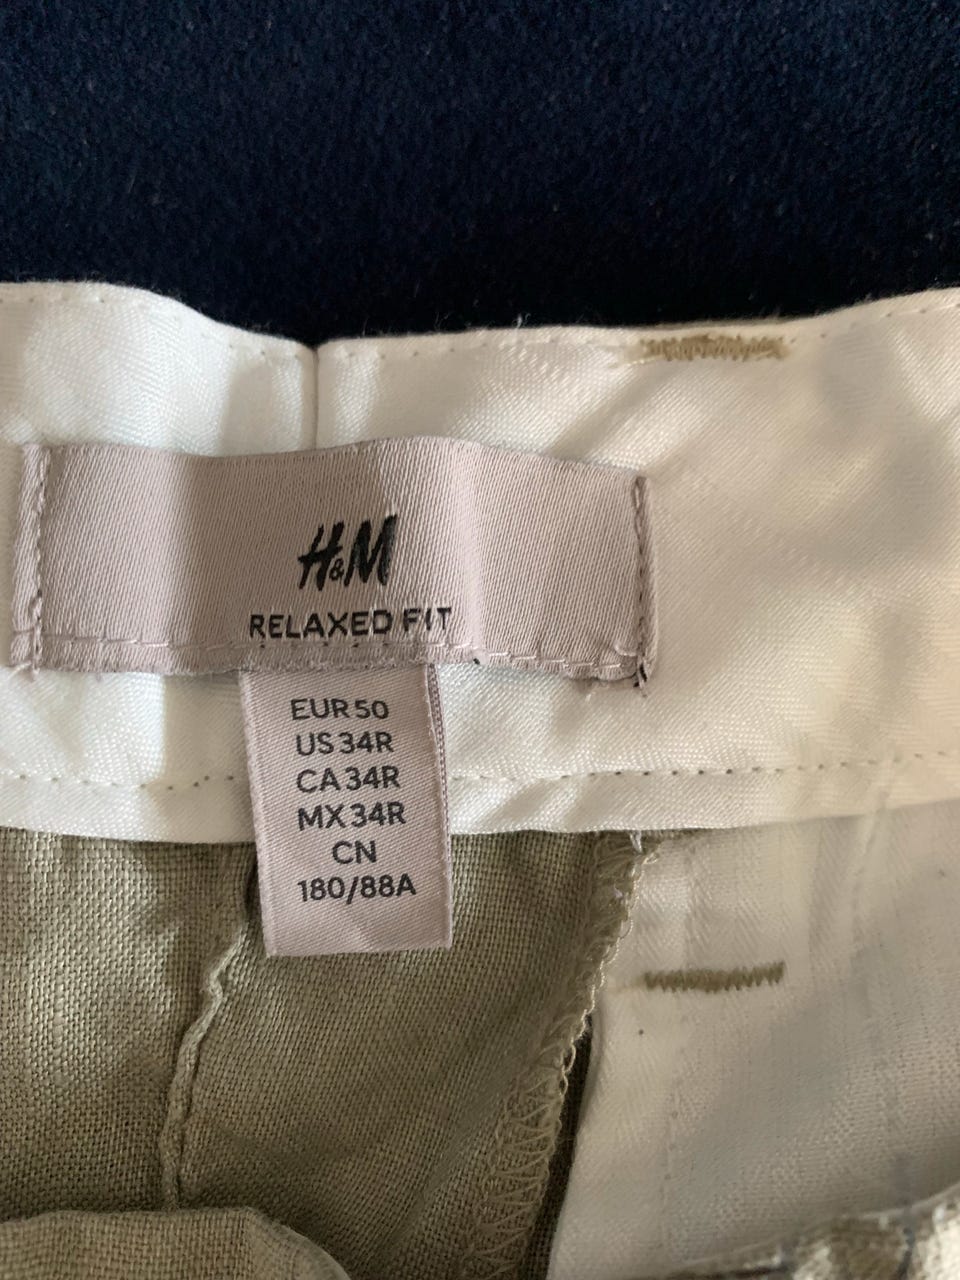 H&M
RELAXED FIT
EUR 50
US 34R
CA 34R
MX 34R
CN
180/88A